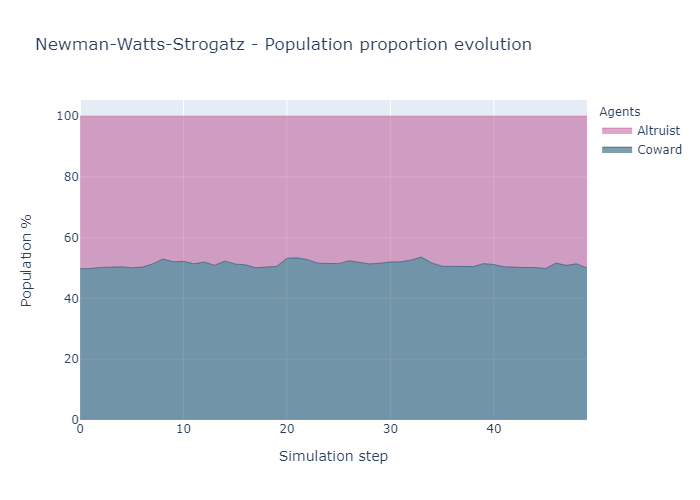 Newman-Watts-Strogatz - Population proportion evolution
Agents
Altruist
Coward
Population %
100
80
60
40
20
0
0 10 20 30 40
Simulation step